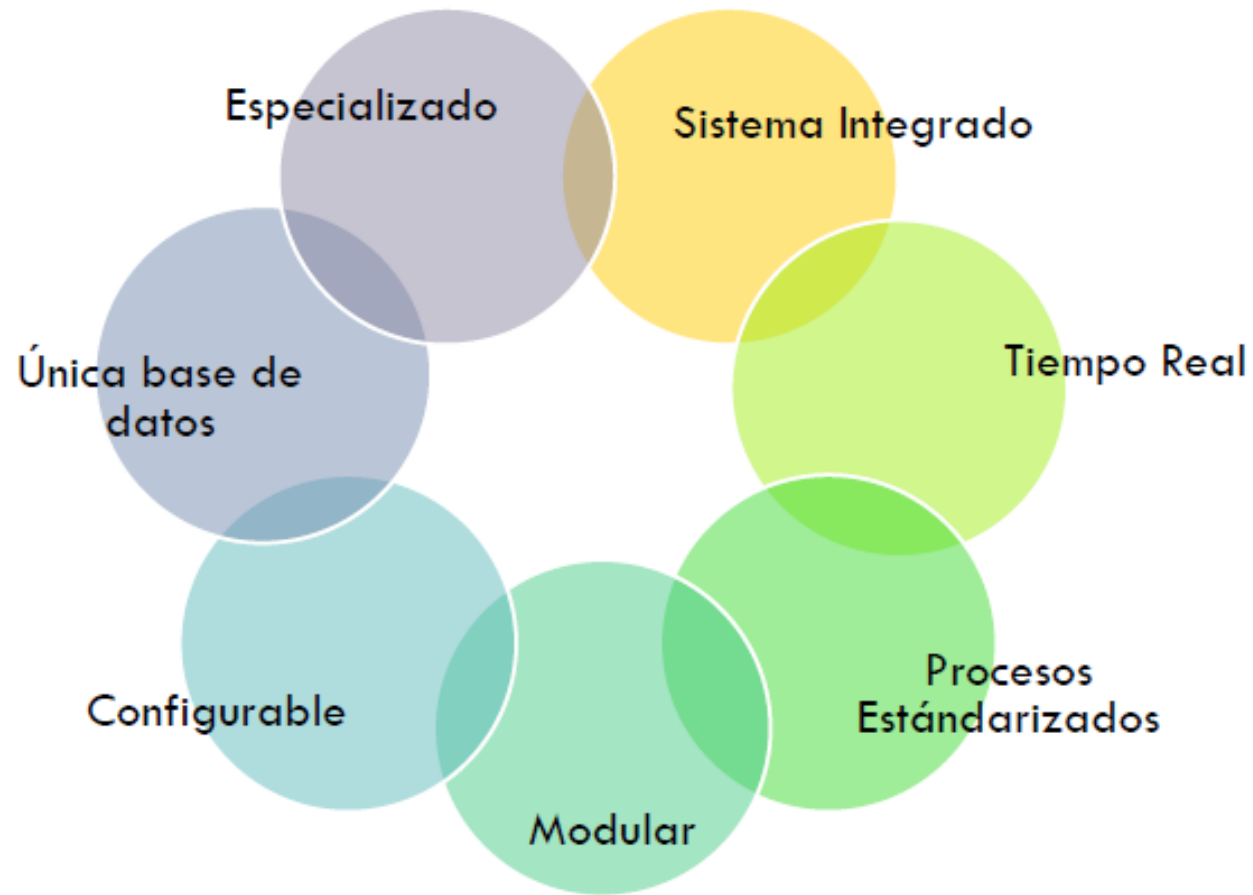 Especializado
Sistema Integrado
Tiempo Real
Única base de
datos
Procesos
Estándarizados
Configurable
Modular